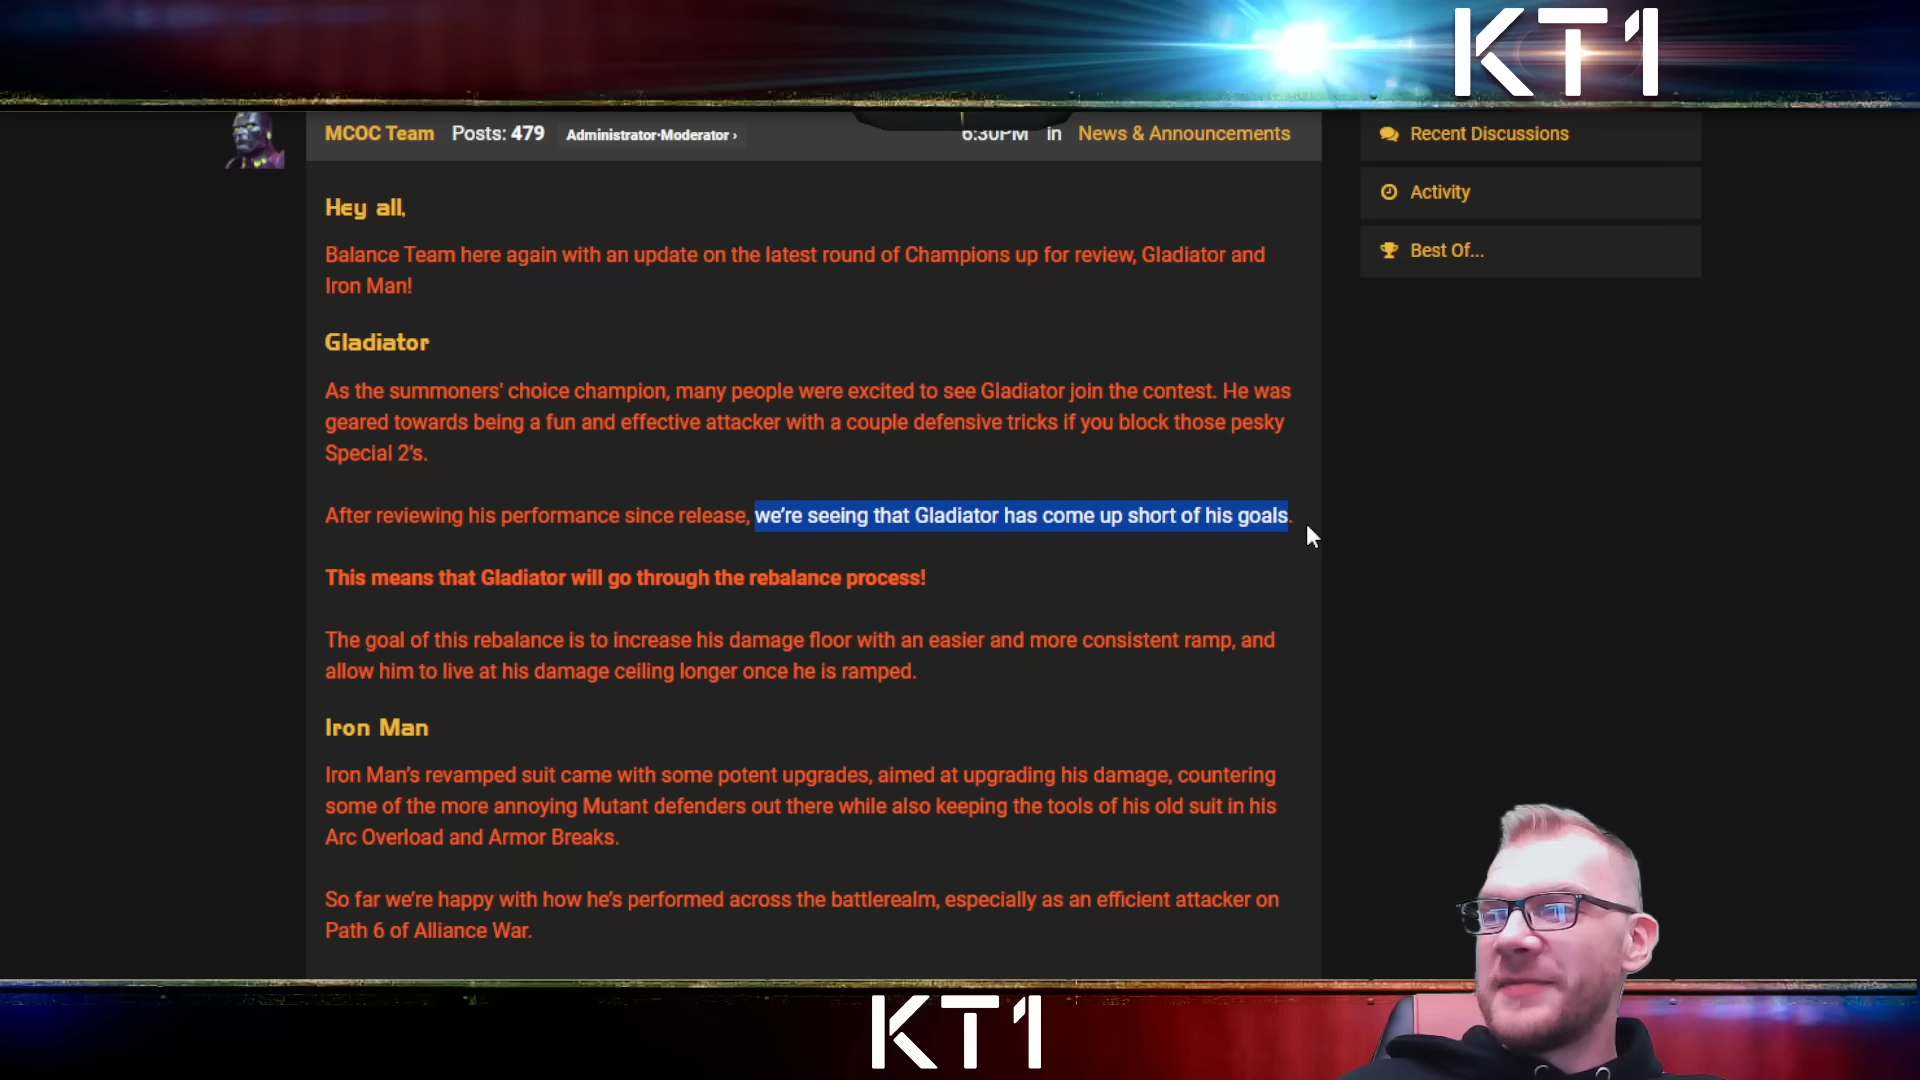 KT1
MCOC Team Posts: 479 Administrator-Moderator › 6:30PM in News & Announcements
Recent Discussions
Activity
Best Of...
Hey all,
Balance Team here again with an update on the latest round of Champions up for review, Gladiator and
Iron Man!
Gladiator
As the summoners' choice champion, many people were excited to see Gladiator join the contest. He was
geared towards being a fun and effective attacker with a couple defensive tricks if you block those pesky
Special 2's.
After reviewing his performance since release, we're seeing that Gladiator has come up short of his goals.
This means that Gladiator will go through the rebalance process!
The goal of this rebalance is to increase his damage floor with an easier and more consistent ramp, and
allow him to live at his damage ceiling longer once he is ramped.
Iron Man
Iron Man's revamped suit came with some potent upgrades, aimed at upgrading his damage, countering
some of the more annoying Mutant defenders out there while also keeping the tools of his old suit in his
Arc Overload and Armor Breaks.
So far we're happy with how he's performed across the battlerealm, especially as an efficient attacker on
Path 6 of Alliance War.
KT1